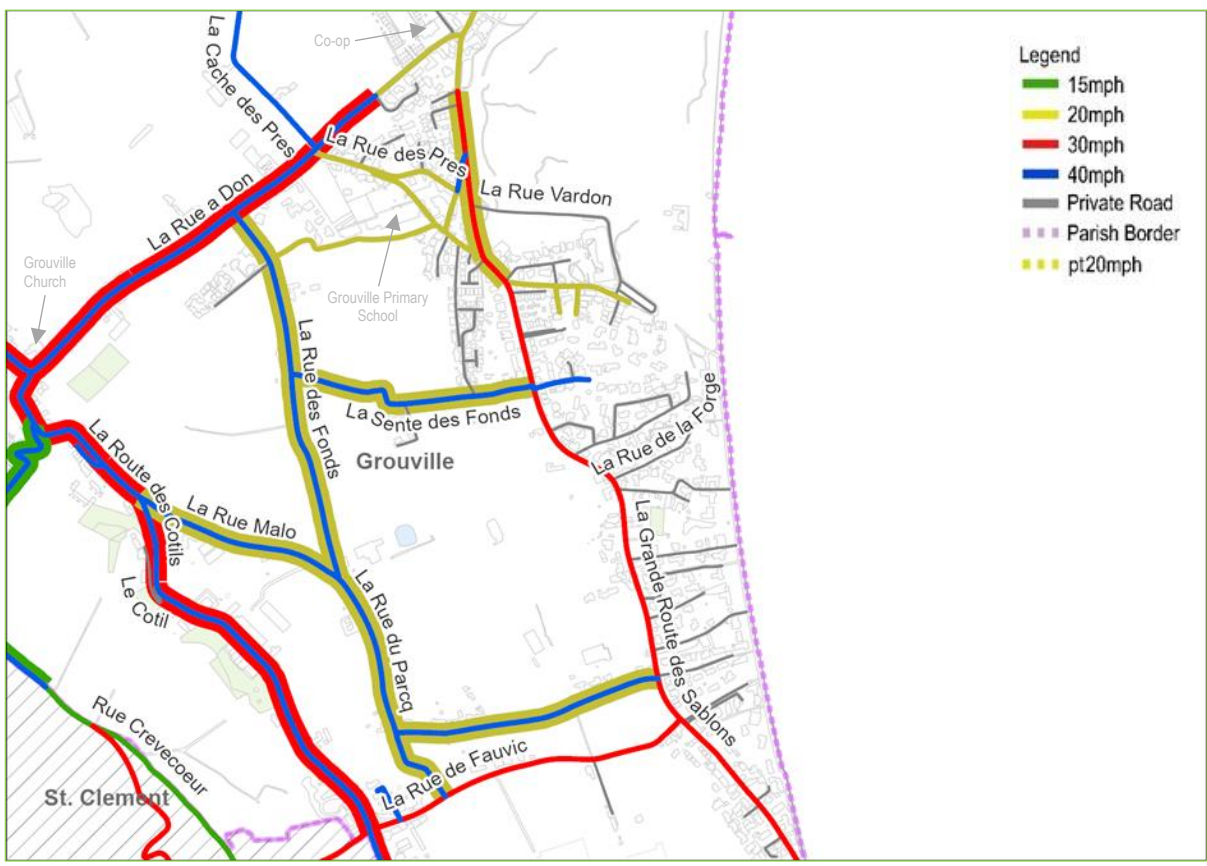 La Cache des Pres
Co-op
Legend
15mph
20mph
30mph
40mph
Private Road
Parish Border
pt20mph
La Rue des Pres
La Rue Vardon
La Rue a Don
Grouville
Church
Grouville Primary
School
La Rue des Fonds
La Sente des Fonds
La Rue de la Forge
Grouville
La Route des Cotils
La Rue Malo
Le Cotil
La Rue du Parcq
La Grande Route des Sablons
Rue Crevecoeur
La Rue de Fauvic
St. Clement